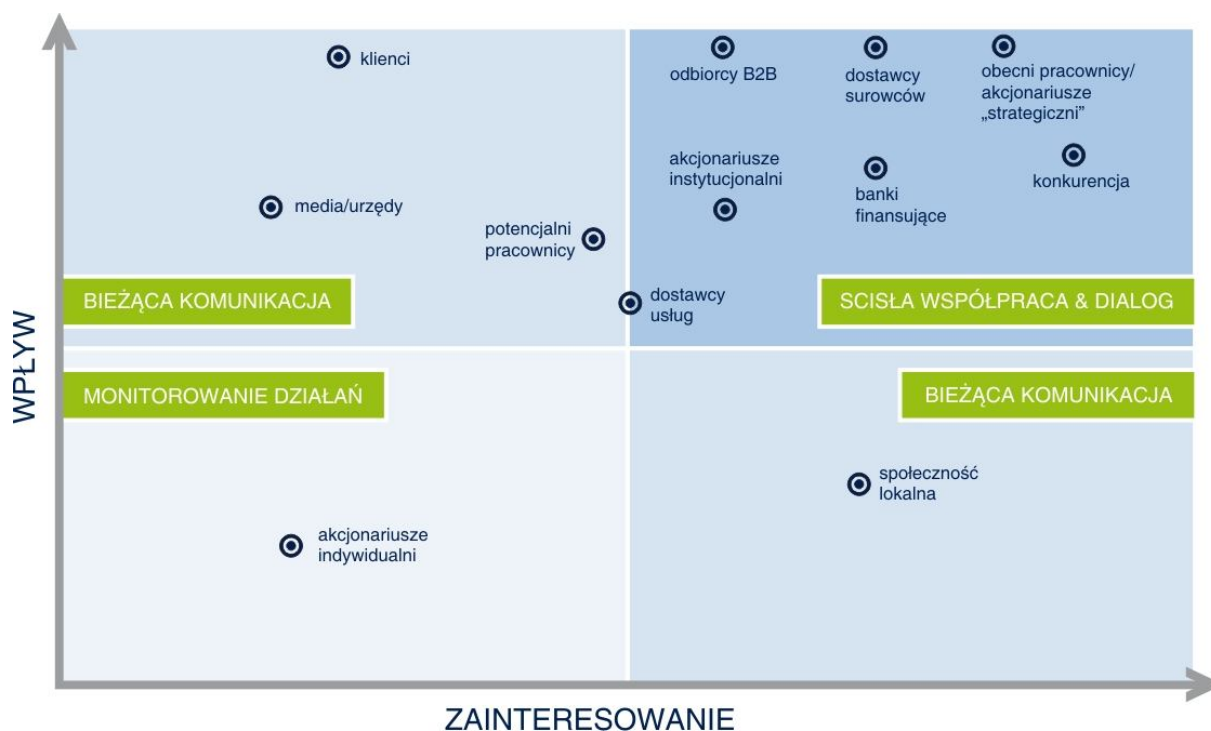 klienci
odbiorcy B2B
dostawcy
surowców
obecni pracownicy/
akcjonariusze
„strategiczni”
akcjonariusze
instytucjonalni
banki
finansujące
konkurencja
media/urzędy
potencjalni
pracownicy
dostawcy
usług
BIEŻĄCA KOMUNIKACJA
SCISŁA WSPÓŁPRACA & DIALOG
WPŁYW
MONITOROWANIE DZIAŁAŃ
BIEŻĄCA KOMUNIKACJA
społeczność
lokalna
akcjonariusze
indywidualni
ZAINTERESOWANIE